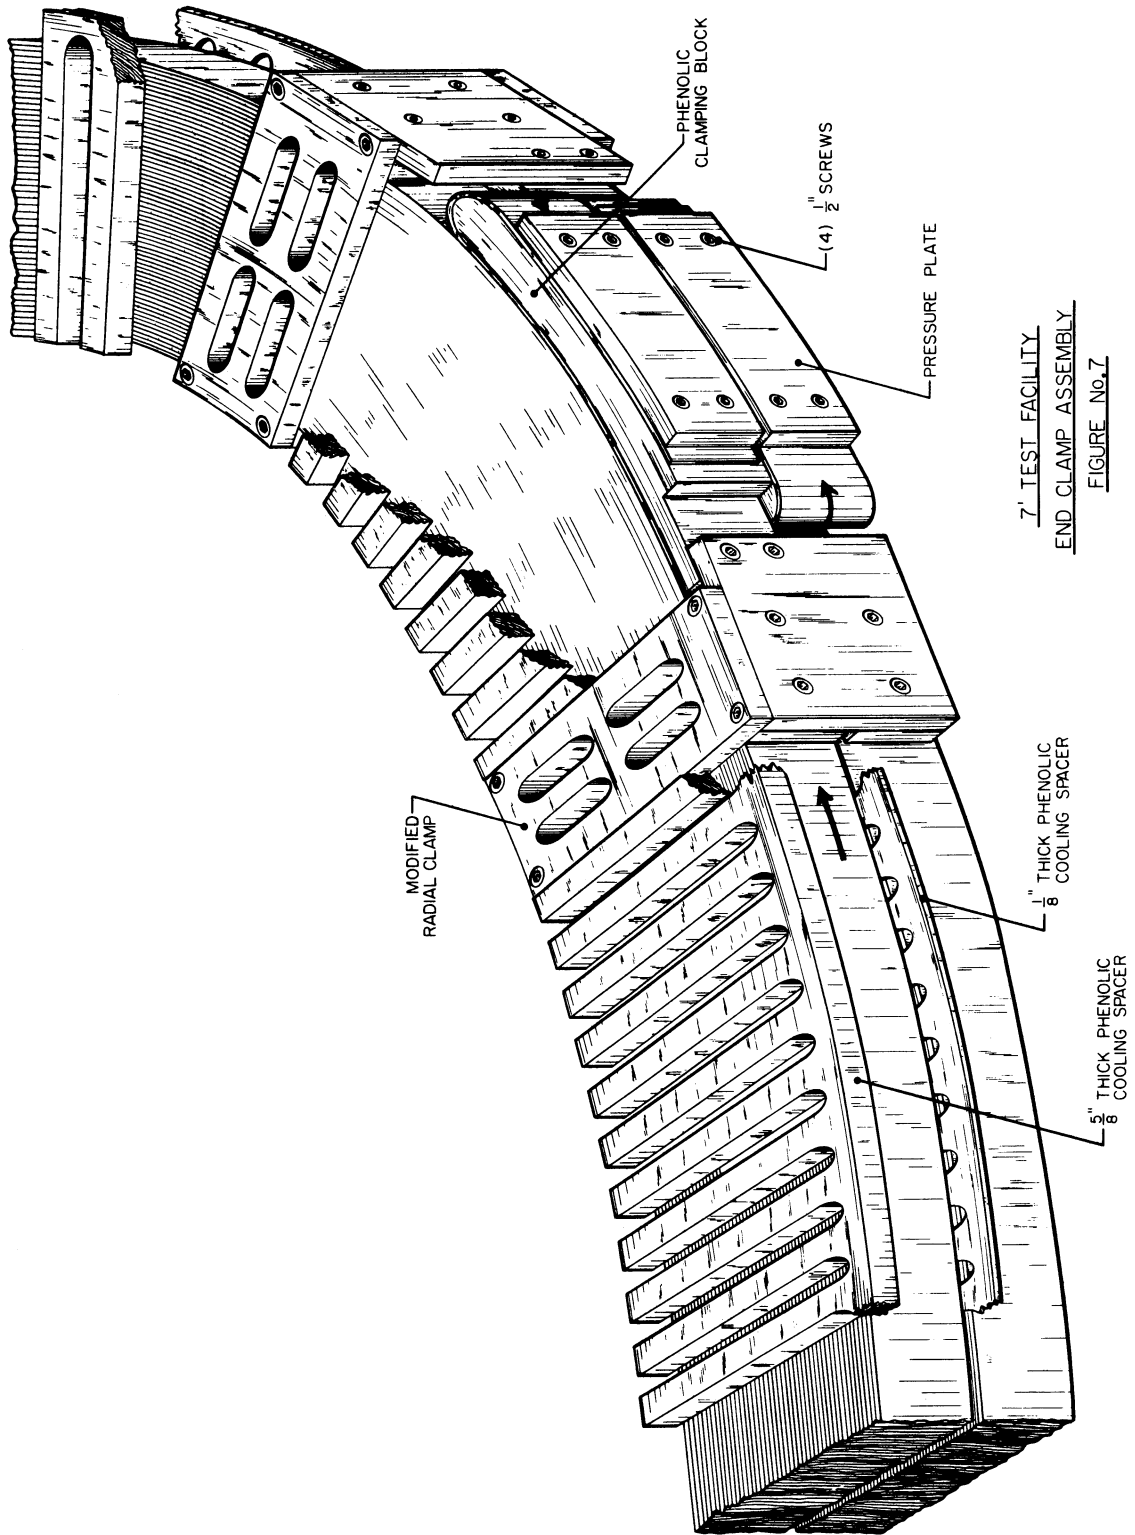 PHENOLIC
CLAMPING BLOCK
(4) 1/2" SCREWS
PRESSURE PLATE
MODIFIED
RADIAL CLAMP
1/8" THICK PHENOLIC
COOLING SPACER
5/8" THICK PHENOLIC
COOLING SPACER
7' TEST FACILITY
END CLAMP ASSEMBLY
FIGURE No. 7